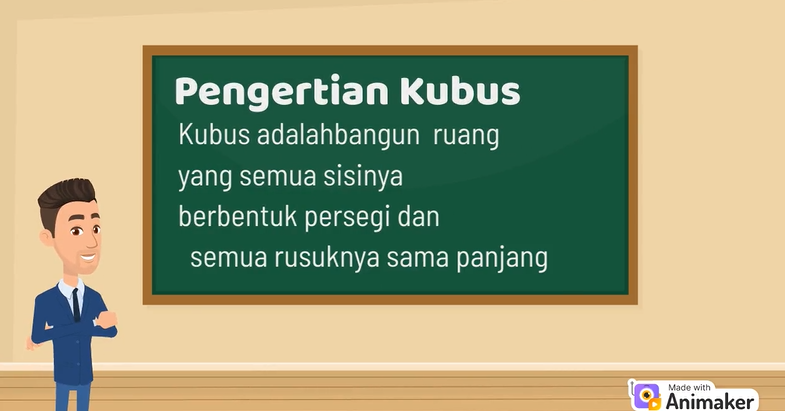 Pengertian Kubus
Kubus adalahbangun ruang
yang semua sisinya
berbentuk persegi dan
semua rusuknya sama panjang
Made with
Animaker